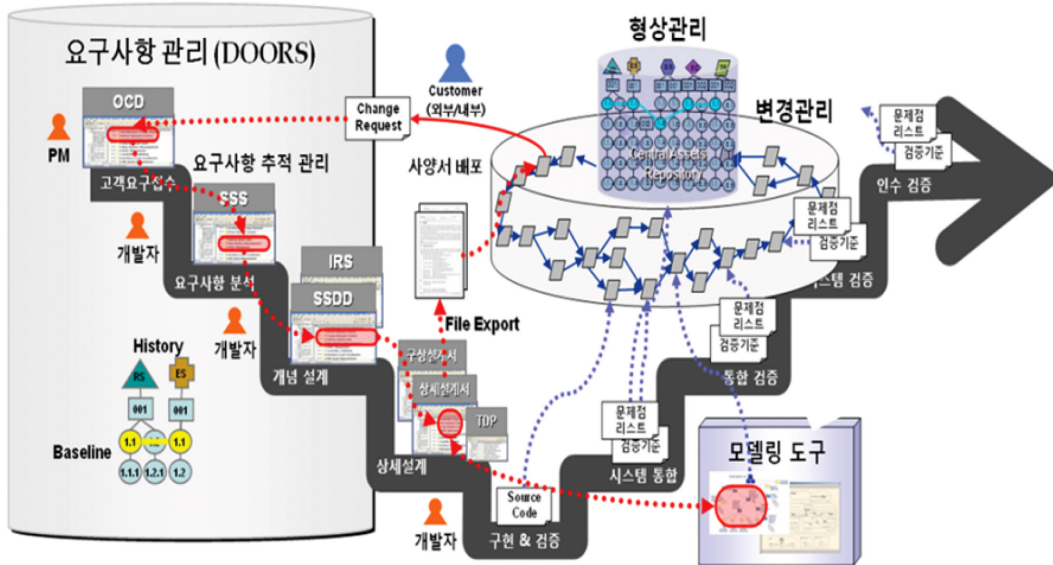 요구사항 관리 (DOORS)
형상관리
Customer
(외부/내부)
변경관리
OCD
Change
Request
PM
고객요구접수
요구사항 추적 관리
사양서 배포
Central Assets
Repository
문제점
리스트
검증기준
인수 검증
SSS
개발자
요구사항 분석
문제점
리스트
검증기준
시스템 검증
IRS
SSDD
개발자
개념 설계
File Export
문제점
리스트
검증기준
통합 검증
History
RS
ES
001
001
1.1
1.2
1.1
Baseline
1.1.1
1.2.1
1.2
구상설계서
상세설계서
TDP
상세설계
문제점
리스트
검증기준
시스템 통합
모델링 도구
Source
Code
개발자
구현 & 검증